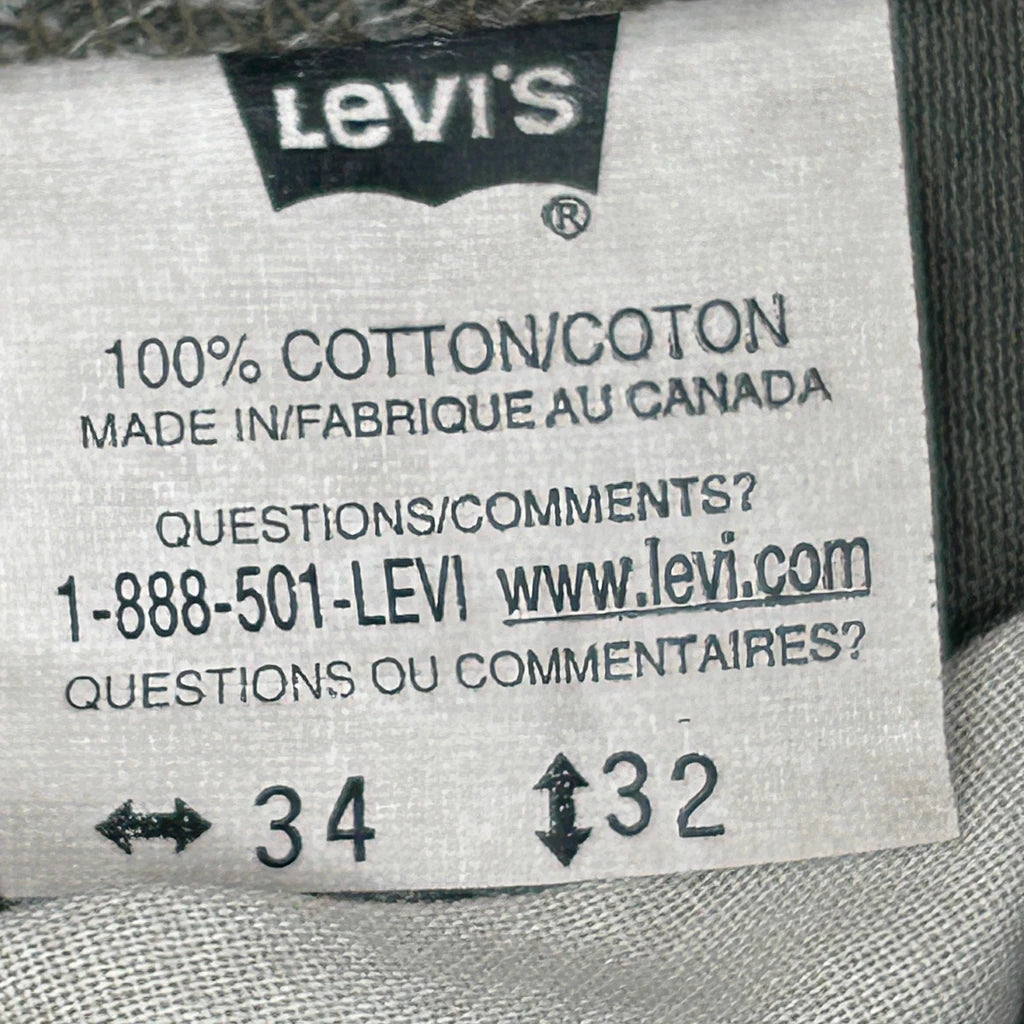 Levi's
®
100% COTTON/COTON
MADE IN/FABRIQUE AU CANADA
QUESTIONS/COMMENTS?
1-888-501-LEVI www.levi.com
QUESTIONS OU COMMENTAIRES?
34 32